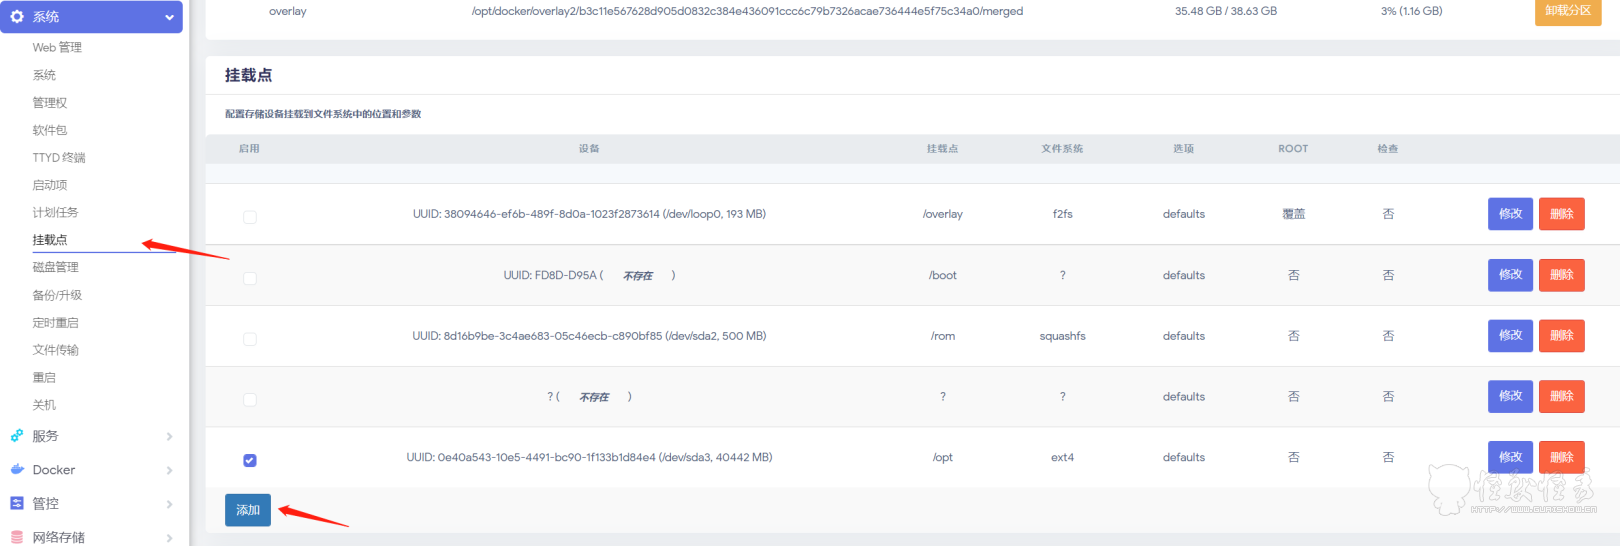 系统
Web 管理
系统
管理权
软件包
TTYD 终端
启动项
计划任务
挂载点
磁盘管理
备份/升级
定时重启
文件传输
重启
关机
服务
Docker
管控
网络存储
overlay /opt/docker/overlay2/b3c11e567628d905d0832c384e436091ccc6c79b7326acae736444e5f75c34a0/merged 35.48 GB / 38.63 GB 3% (1.16 GB) 卸载分区
挂载点
配置存储设备挂载到文件系统中的位置和参数
启用 设备 挂载点 文件系统 选项 ROOT 检查
UUID: 38094646-ef6b-489f-8d0a-1023f2873614 (/dev/loop0, 193 MB) /overlay f2fs defaults 覆盖 否 修改 删除
UUID: FD8D-D95A ( 不存在 ) /boot ? defaults 否 否 修改 删除
UUID: 8d16b9be-3c4ae683-05c46ecb-c890bf85 (/dev/sda2, 500 MB) /rom squashfs defaults 否 否 修改 删除
? ( 不存在 ) ? ? defaults 否 否 修改 删除
UUID: 0e40a543-10e5-4491-bc90-1f133b1d84e4 (/dev/sda3, 40442 MB) /opt ext4 defaults 否 否 修改 删除
添加
HTTP://WWW.GUAIZHOW.CN